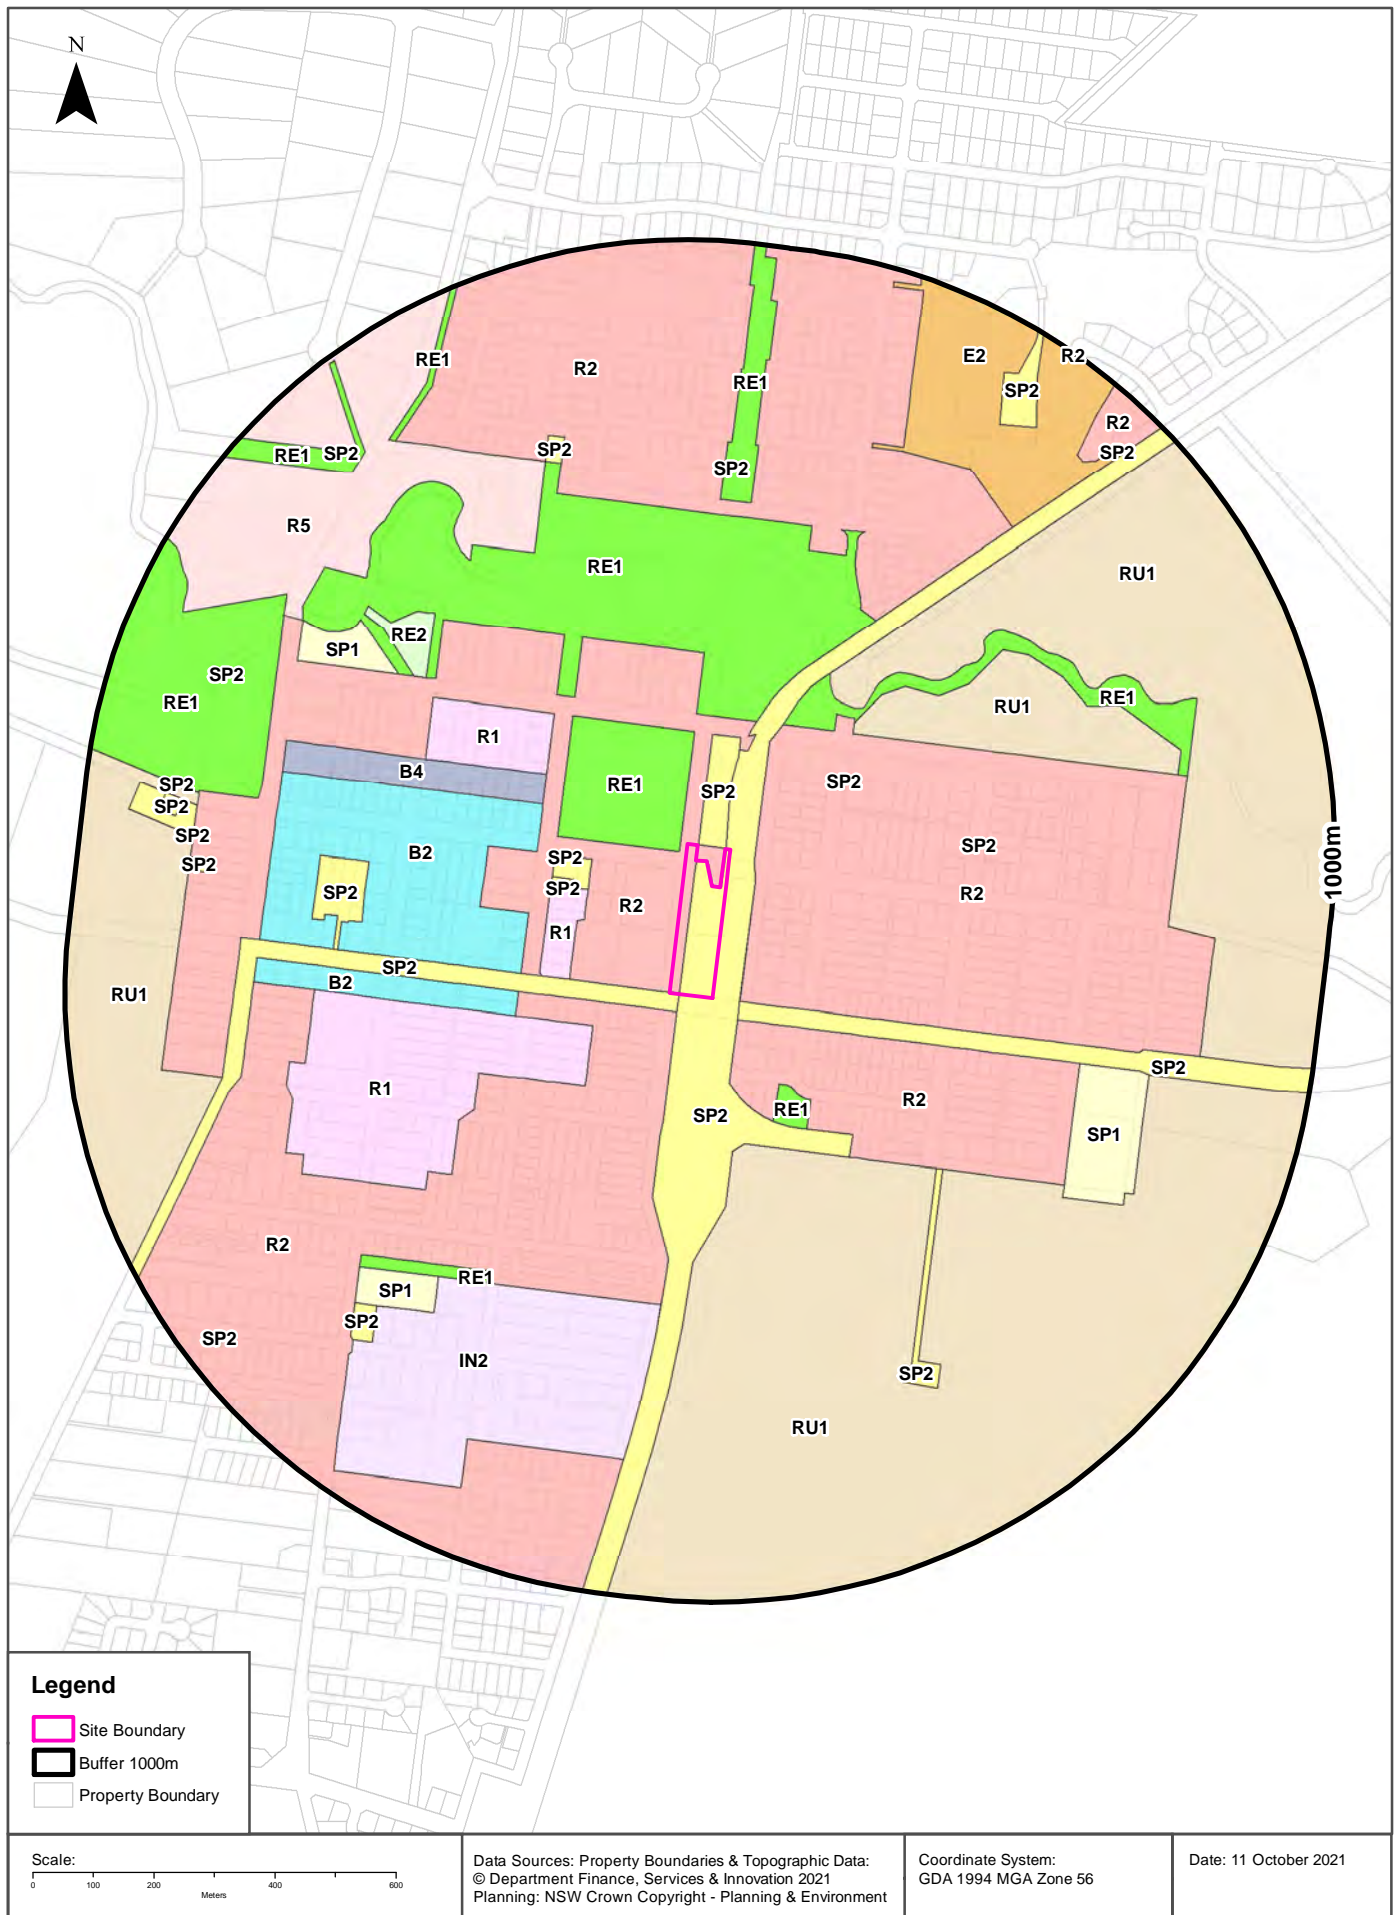 N
RE1
R2
RE1
E2
R2
SP2
R2
SP2
SP2
RE1
SP2
SP2
R5
RE1
RU1
SP1
RE2
SP2
RE1
RU1
RE1
R1
B4
RE1
SP2
SP2
SP2
SP2
SP2
SP2
B2
SP2
SP2
SP2
R2
R1
SP2
R2
1000m
SP2
B2
RU1
R1
SP2
RE1
R2
SP2
SP1
R2
RE1
SP1
SP2
SP2
IN2
SP2
RU1
Legend
Site Boundary
Buffer 1000m
Property Boundary
Scale:
0 100 200 400 600
Meters
Data Sources: Property Boundaries & Topographic Data:
© Department Finance, Services & Innovation 2021
Planning: NSW Crown Copyright - Planning & Environment
Coordinate System:
GDA 1994 MGA Zone 56
Date: 11 October 2021